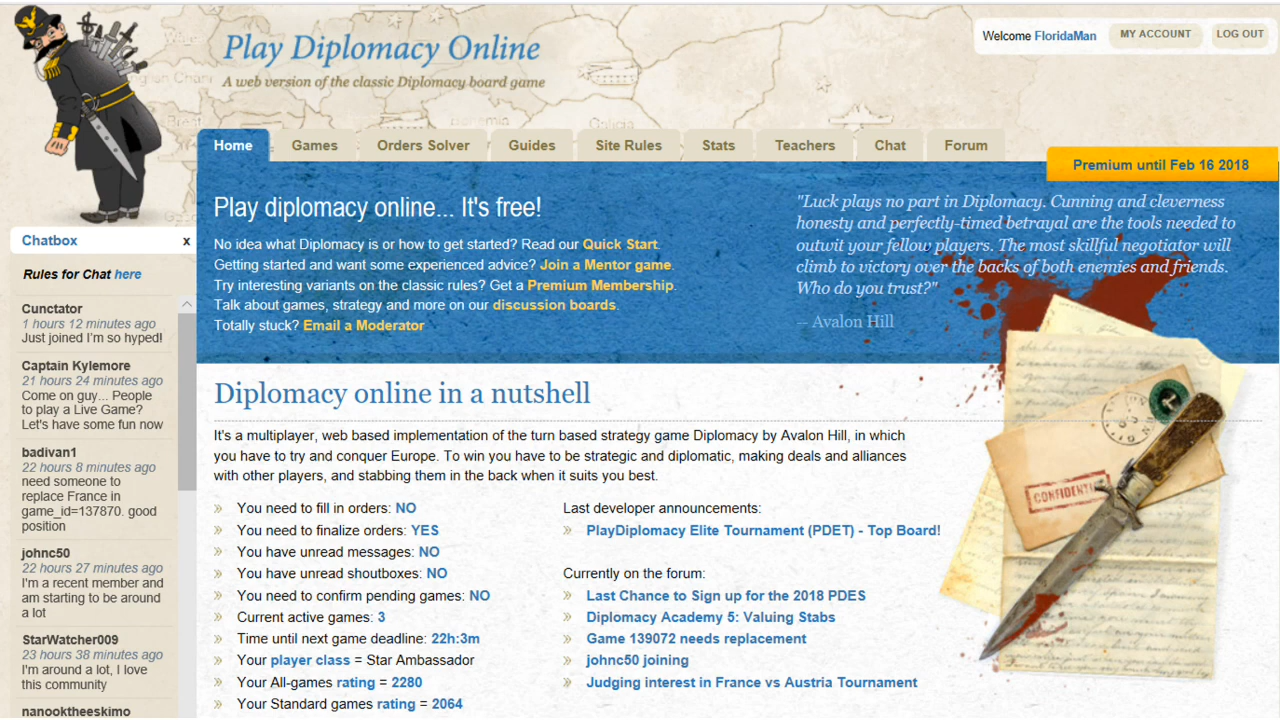 Play Diplomacy Online
A web version of the classic Diplomacy board game
Welcome FloridaMan
MY ACCOUNT
LOG OUT
Home
Games
Orders Solver
Guides
Site Rules
Stats
Teachers
Chat
Forum
Premium until Feb 16 2018
Chatbox
x
Rules for Chat here
Cunctator
1 hours 12 minutes ago
Just joined I'm so hyped!
Captain Kylemore
21 hours 24 minutes ago
Come on guy... People
to play a Live Game?
Let's have some fun now
badivan1
22 hours 8 minutes ago
need someone to
replace France in
game_id=137870. good
position
johnc50
22 hours 27 minutes ago
I'm a recent member and
am starting to be around
a lot
StarWatcher009
23 hours 38 minutes ago
I'm around a lot, I love
this community
nanooktheeskimo
Play diplomacy online... It's free!
No idea what Diplomacy is or how to get started? Read our Quick Start.
Getting started and want some experienced advice? Join a Mentor game.
Try interesting variants on the classic rules? Get a Premium Membership.
Talk about games, strategy and more on our discussion boards.
Totally stuck? Email a Moderator
"Luck plays no part in Diplomacy. Cunning and cleverness
honesty and perfectly-timed betrayal are the tools needed to
outwit your fellow players. The most skillful negotiator will
climb to victory over the backs of both enemies and friends.
Who do you trust?"
-- Avalon Hill
Diplomacy online in a nutshell
It's a multiplayer, web based implementation of the turn based strategy game Diplomacy by Avalon Hill, in which
you have to try and conquer Europe. To win you have to be strategic and diplomatic, making deals and alliances
with other players, and stabbing them in the back when it suits you best.
You need to fill in orders: NO
You need to finalize orders: YES
You have unread messages: NO
You have unread shoutboxes: NO
You need to confirm pending games: NO
Current active games: 3
Time until next game deadline: 22h:3m
Your player class = Star Ambassador
Your All-games rating = 2280
Your Standard games rating = 2064
Last developer announcements:
PlayDiplomacy Elite Tournament (PDET) - Top Board!
Currently on the forum:
Last Chance to Sign up for the 2018 PDES
Diplomacy Academy 5: Valuing Stabs
Game 139072 needs replacement
johnc50 joining
Judging interest in France vs Austria Tournament
CONFIDENTIAL